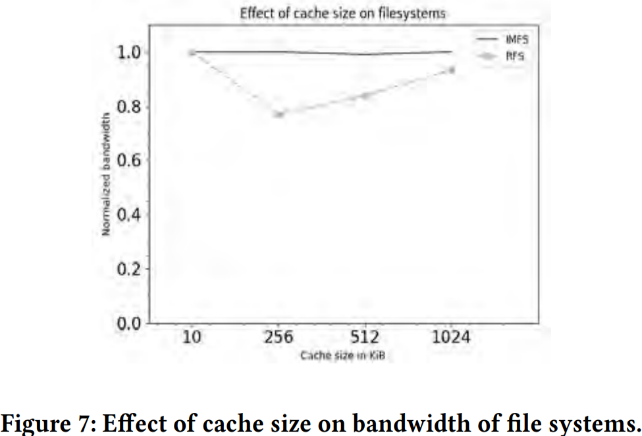 Effect of cache size on filesystems
IMFS
RFS
1.0
0.8
0.6
0.4
0.2
0.0
Normalized bandwidth
10 256 512 1024
Cache size in KiB
Figure 7: Effect of cache size on bandwidth of file systems.